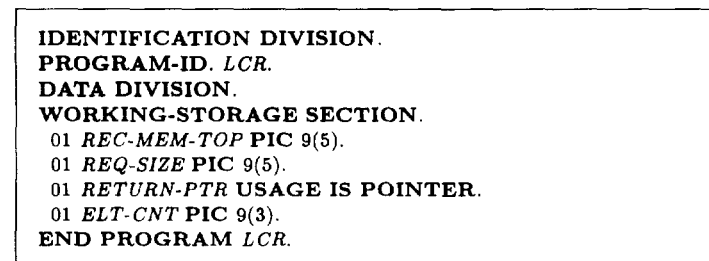 IDENTIFICATION DIVISION.
PROGRAM-ID. LCR.
DATA DIVISION.
WORKING-STORAGE SECTION.
01 REC-MEM-TOP PIC 9(5).
01 REQ-SIZE PIC 9(5).
01 RETURN-PTR USAGE IS POINTER.
01 ELT-CNT PIC 9(3).
END PROGRAM LCR.